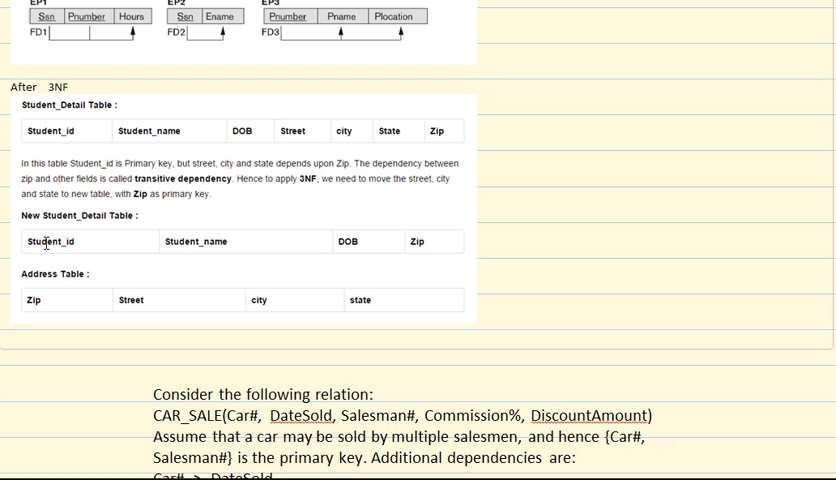 EP1 EP2 EP3
Ssn Pnumber Hours Ssn Ename Pnumber Pname Plocation
FD1 FD2 FD3
After 3NF
Student_Detail Table :
Student_id Student_name DOB Street city State Zip
In this table Student_id is Primary key, but street, city and state depends upon Zip. The dependency between
zip and other fields is called transitive dependency. Hence to apply 3NF, we need to move the street, city
and state to new table, with Zip as primary key.
New Student_Detail Table :
Student_id Student_name DOB Zip
Address Table :
Zip Street city state
Consider the following relation:
CAR_SALE(Car#, DateSold, Salesman#, Commission%, DiscountAmount)
Assume that a car may be sold by multiple salesmen, and hence {Car#,
Salesman#} is the primary key. Additional dependencies are:
Car# -> DateSold